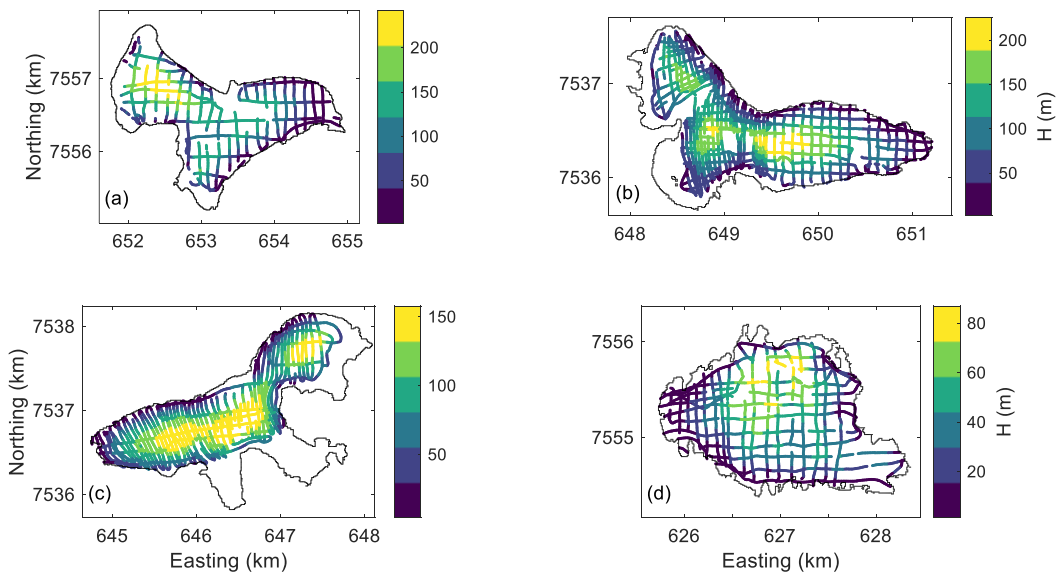 Northing (km)
7557
7556
(a)
652 653 654 655
200
150
100
50
7537
7536
(b)
648 649 650 651
200
150
100
50
H (m)
Northing (km)
7538
7537
7536
(c)
645 646 647 648
Easting (km)
150
100
50
7556
7555
(d)
626 627 628
Easting (km)
80
60
40
20
H (m)